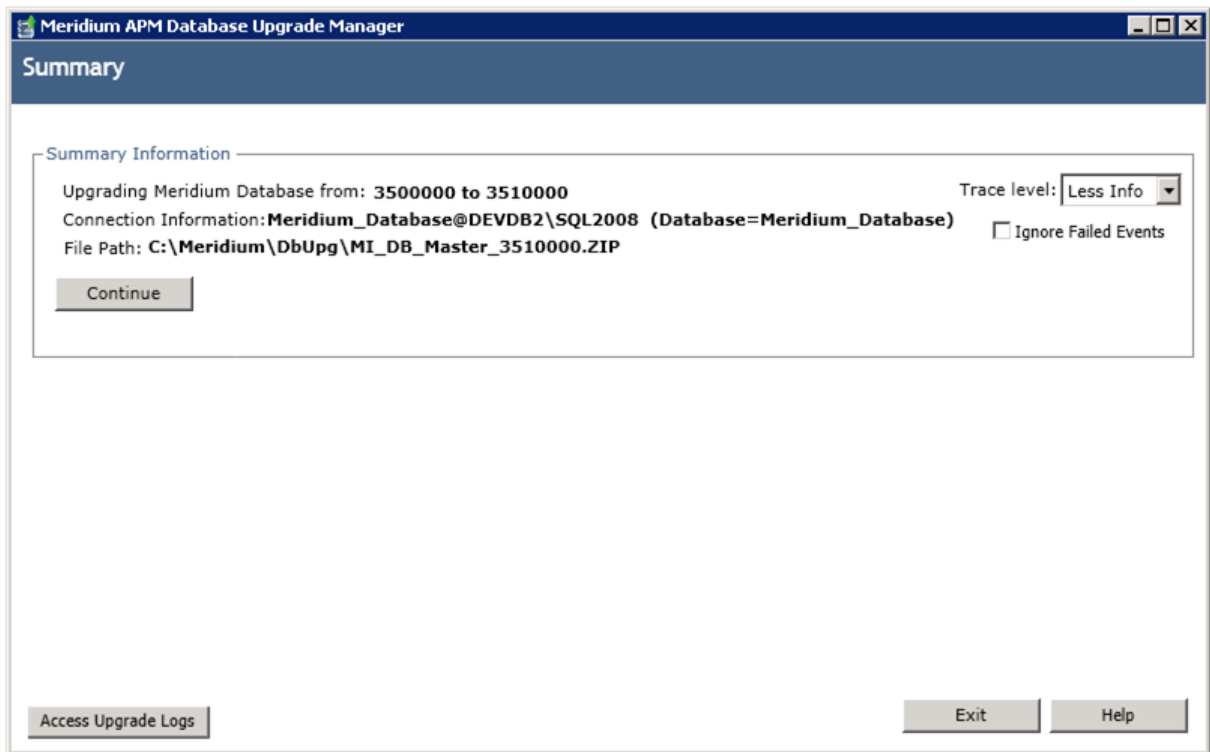 Meridium APM Database Upgrade Manager
Summary
Summary Information
Upgrading Meridium Database from: 3500000 to 3510000
Trace level: Less Info
Connection Information:Meridium_Database@DEVDB2\SQL2008 (Database=Meridium_Database)
Ignore Failed Events
File Path: C:\Meridium\DbUpg\MI_DB_Master_3510000.ZIP
Continue
Access Upgrade Logs
Exit
Help